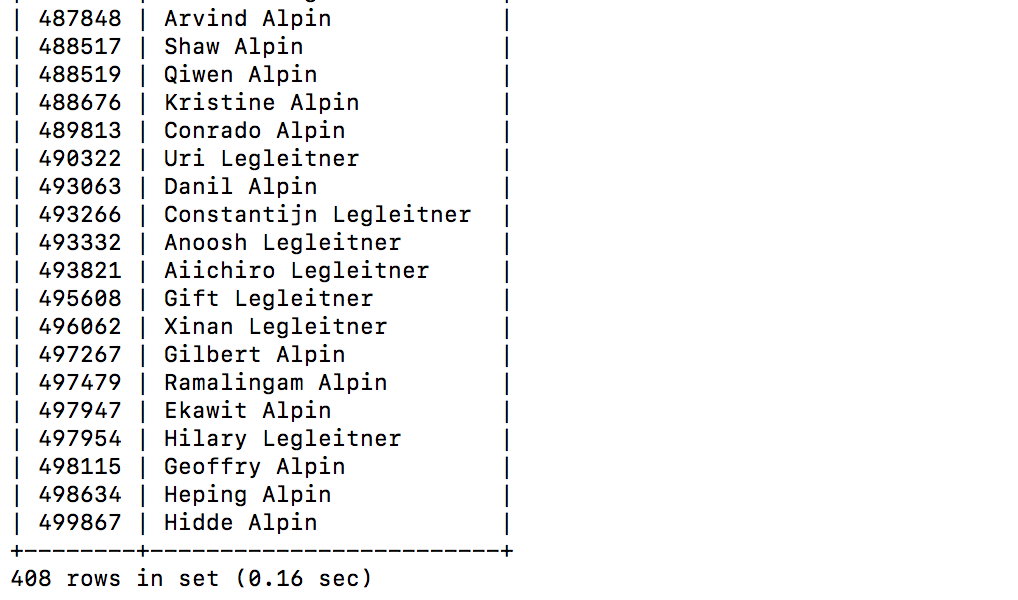 | 487848 | Arvind Alpin            |
| 488517 | Shaw Alpin              |
| 488519 | Qiwen Alpin             |
| 488676 | Kristine Alpin          |
| 489813 | Conrado Alpin           |
| 490322 | Uri Legleitner          |
| 493063 | Danil Alpin             |
| 493266 | Constantijn Legleitner  |
| 493332 | Anoosh Legleitner       |
| 493821 | Aiichiro Legleitner     |
| 495608 | Gift Legleitner         |
| 496062 | Xinan Legleitner        |
| 497267 | Gilbert Alpin           |
| 497479 | Ramalingam Alpin        |
| 497947 | Ekawit Alpin            |
| 497954 | Hilary Legleitner       |
| 498115 | Geoffry Alpin           |
| 498634 | Heping Alpin            |
| 499867 | Hidde Alpin             |
+--------+-------------------------+
408 rows in set (0.16 sec)